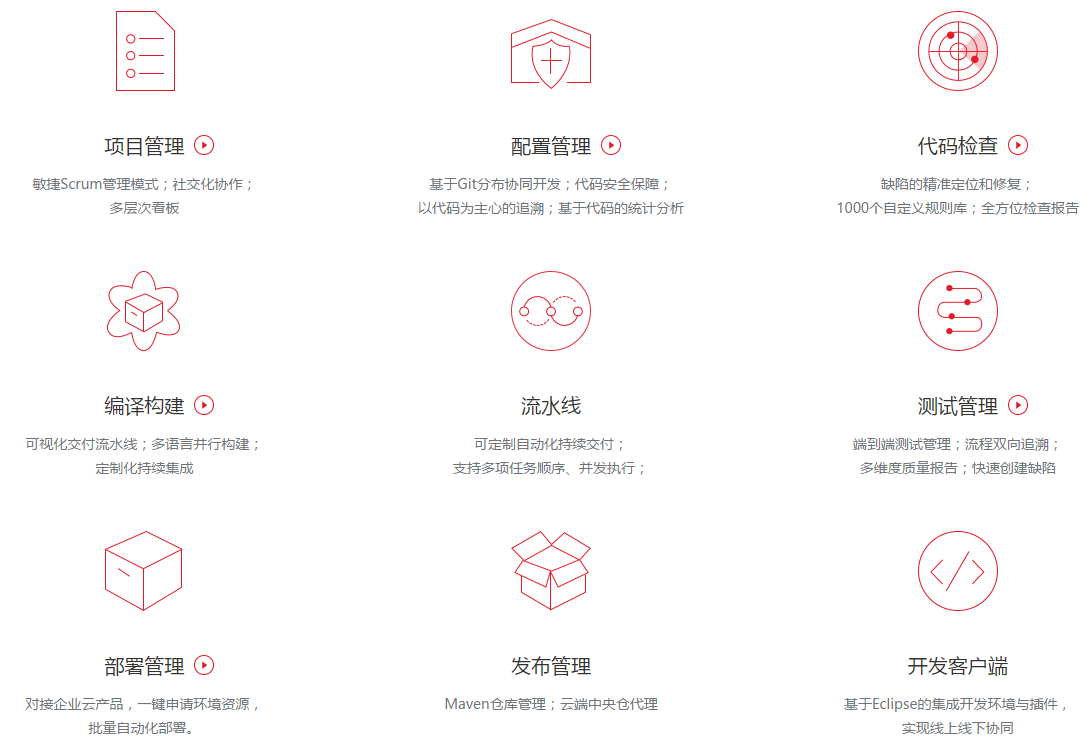 项目管理
敏捷Scrum管理模式；社交化协作；
多层次看板
配置管理
基于Git分布协同开发；代码安全保障；
以代码为主心的追溯；基于代码的统计分析
代码检查
缺陷的精准定位和修复；
1000个自定义规则库；全方位检查报告
编译构建
可视化交付流水线；多语言并行构建；
定制化持续集成
流水线
可定制自动化持续交付；
支持多项任务顺序、并发执行；
测试管理
端到端测试管理；流程双向追溯；
多维度质量报告；快速创建缺陷
部署管理
对接企业云产品，一键申请环境资源，
批量自动化部署。
发布管理
Maven仓库管理；云端中央仓代理
开发客户端
基于Eclipse的集成开发环境与插件，
实现线上线下协同